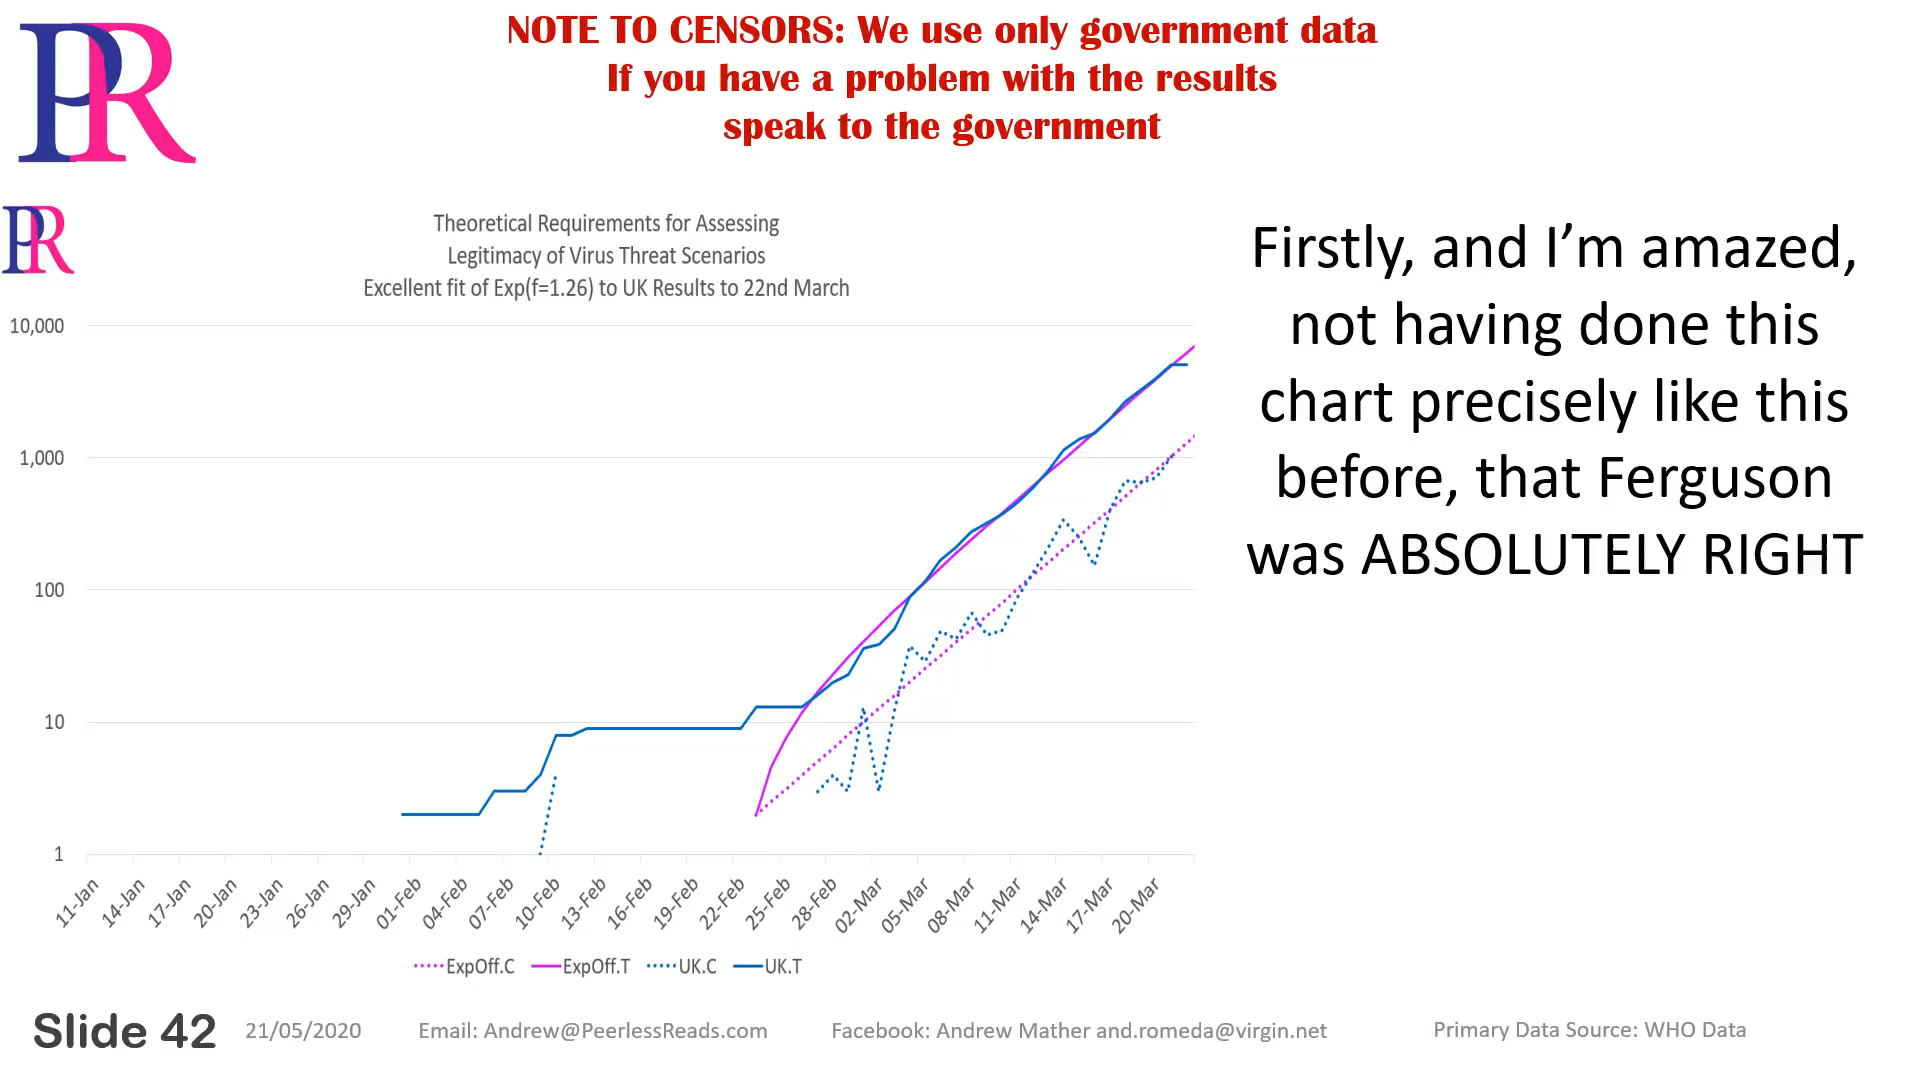 PR
NOTE TO CENSORS: We use only government data
If you have a problem with the results
speak to the government
PR
Theoretical Requirements for Assessing
Legitimacy of Virus Threat Scenarios
Excellent fit of Exp(f=1.26) to UK Results to 22nd March
10,000
1,000
100
10
1
11-Jan
14-Jan
17-Jan
20-Jan
23-Jan
26-Jan
29-Jan
01-Feb
04-Feb
07-Feb
10-Feb
13-Feb
16-Feb
19-Feb
22-Feb
25-Feb
28-Feb
02-Mar
05-Mar
08-Mar
11-Mar
14-Mar
17-Mar
20-Mar
ExpOff.C ExpOff.T UK.C UK.T
Firstly, and I’m amazed,
not having done this
chart precisely like this
before, that Ferguson
was ABSOLUTELY RIGHT
Slide 42 21/05/2020 Email: Andrew@PeerlessReads.com Facebook: Andrew Mather and.romeda@virgin.net Primary Data Source: WHO Data